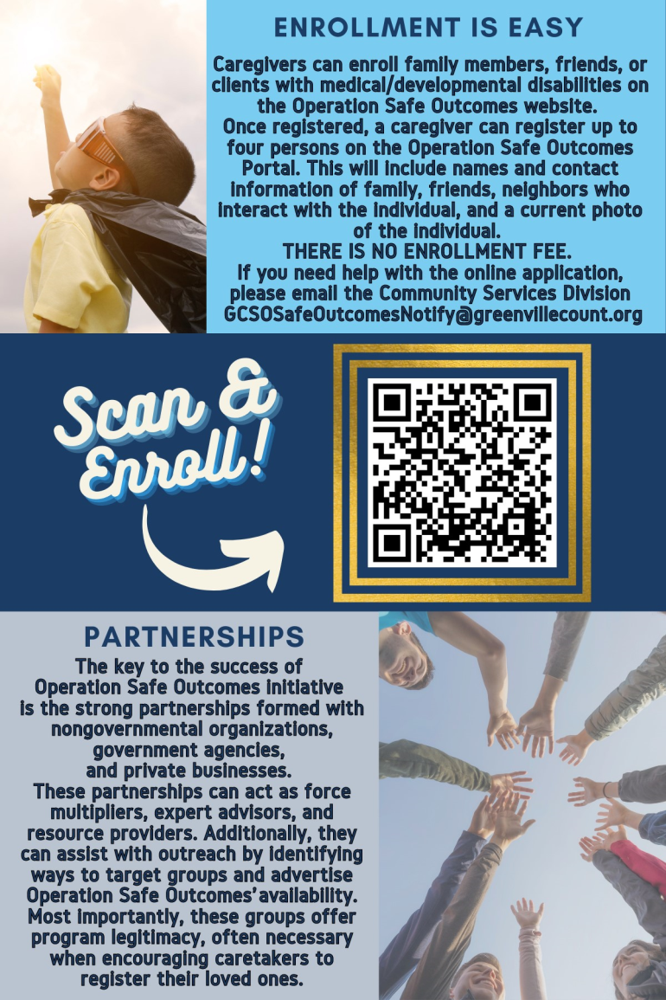 ENROLLMENT IS EASY
Caregivers can enroll family members, friends, or
clients with medical/developmental disabilities on
the Operation Safe Outcomes website.
Once registered, a caregiver can register up to
four persons on the Operation Safe Outcomes
Portal. This will include names and contact
information of family, friends, neighbors who
interact with the individual, and a current photo
of the individual.
THERE IS NO ENROLLMENT FEE.
If you need help with the online application,
please email the Community Services Division
GCSOSafeOutcomesNotify@greenvillecount.org
Scan &
Enroll!
PARTNERSHIPS
The key to the success of
Operation Safe Outcomes initiative
is the strong partnerships formed with
nongovernmental organizations,
government agencies,
and private businesses.
These partnerships can act as force
multipliers, expert advisors, and
resource providers. Additionally, they
can assist with outreach by identifying
ways to target groups and advertise
Operation Safe Outcomes' availability.
Most importantly, these groups offer
program legitimacy, often necessary
when encouraging caretakers to
register their loved ones.